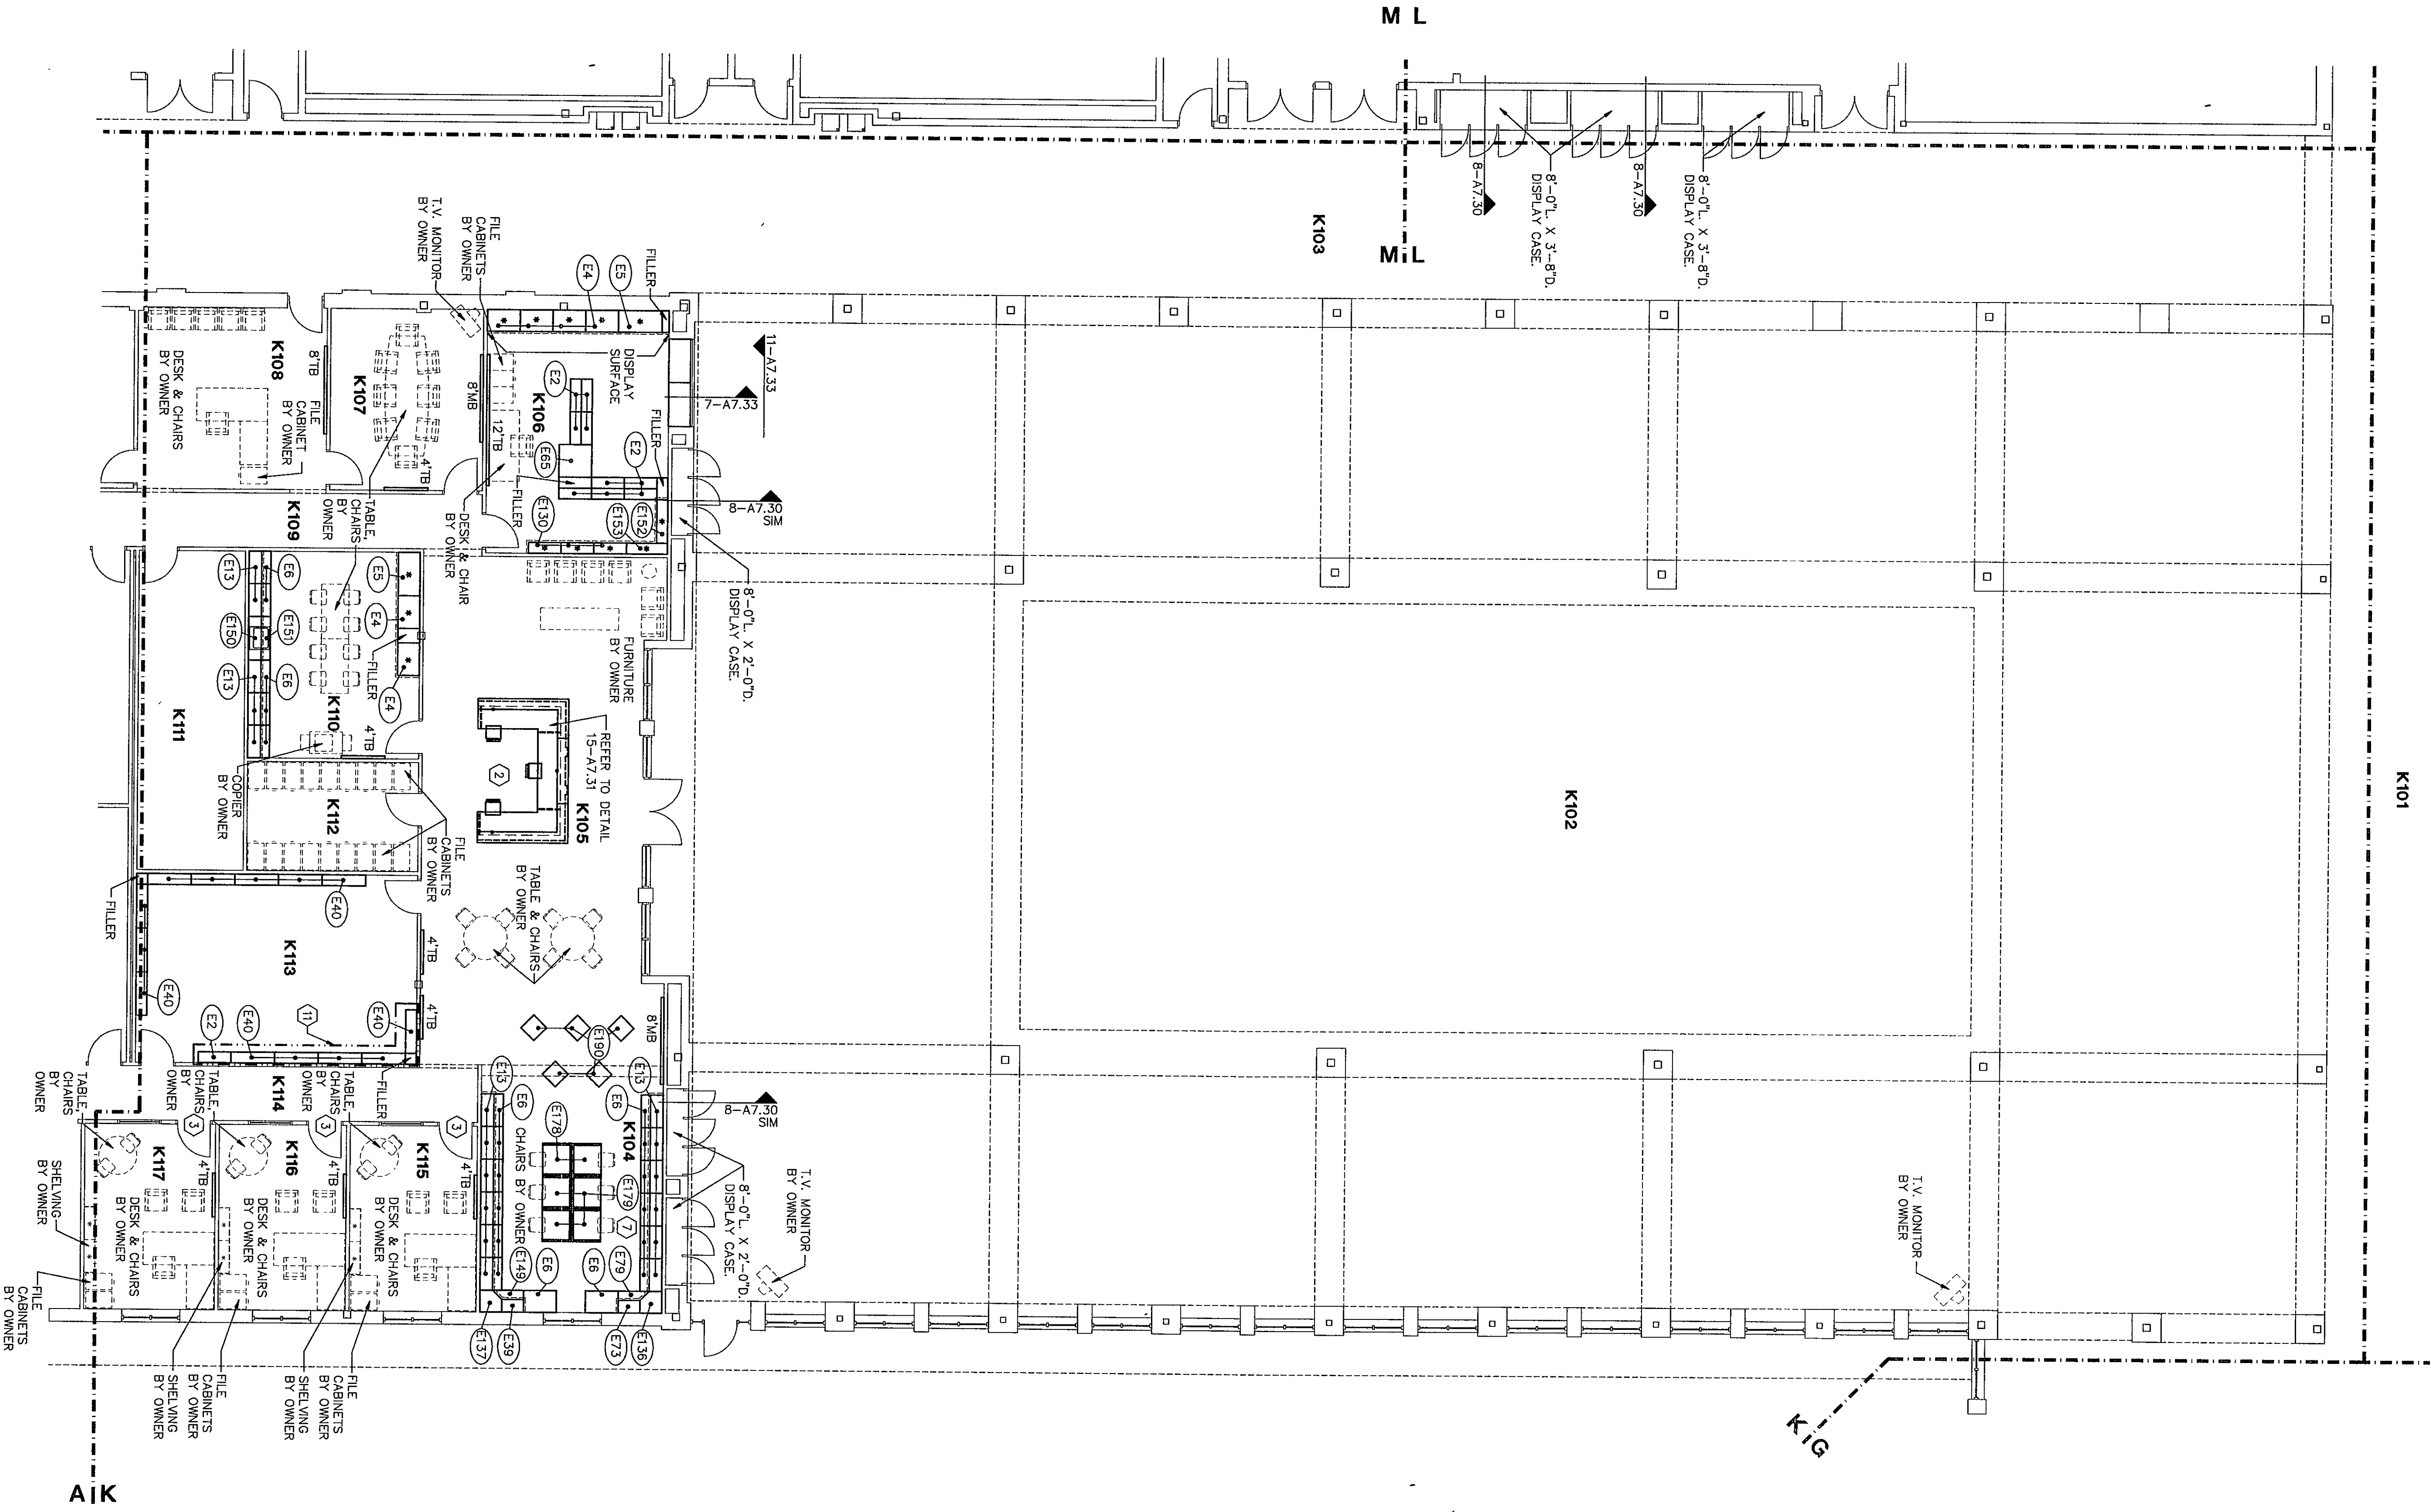 M L
M L
K101
K102
K103
8-A7.30
8'-0"L. X 3'-8"D.
DISPLAY CASE.
8-A7.30
8'-0"L. X 3'-8"D.
DISPLAY CASE.
T.V. MONITOR
BY OWNER
FILE
CABINETS
BY OWNER
E4
E5
FILLER
DISPLAY
SURFACE
11-A7.33
7-A7.33
K108
8'TB
DESK & CHAIRS
BY OWNER
FILE
CABINET
BY OWNER
K107
4'TB
8'MB
12'TB
K106
E2
E65
E2
FILLER
8-A7.30
SIM
FILLER
E130
E153
E152
DESK & CHAIR
BY OWNER
TABLE,
CHAIRS
BY
OWNER
K109
8'-0"L. X 2'-0"D.
DISPLAY CASE.
E13
E6
E5
E4
E150
E151
FILLER
E13
E6
E4
K110
4'TB
K111
COPIER
BY OWNER
K112
FILE
CABINETS
BY OWNER
FURNITURE
BY OWNER
REFER TO DETAIL
15-A7.31
2
K105
TABLE & CHAIRS
BY OWNER
FILLER
E40
K113
4'TB
E40
E2
E40
11
E40
4'TB
FILLER
E190
8'MB
E13
E13
E6
E6
8-A7.30
SIM
E178
K104
CHAIRS BY OWNER
E179
7
E149
E6
E6
E79
E137
E39
E73
E136
8'-0"L. X 2'-0"D.
DISPLAY CASE.
T.V. MONITOR
BY OWNER
T.V. MONITOR
BY OWNER
K114
TABLE,
CHAIRS
BY
OWNER
TABLE,
CHAIRS
BY
OWNER
TABLE,
CHAIRS
BY
OWNER
3
3
3
K117
4'TB
K116
4'TB
K115
4'TB
SHELVING
BY OWNER
DESK & CHAIRS
BY OWNER
DESK & CHAIRS
BY OWNER
DESK & CHAIRS
BY OWNER
FILE
CABINETS
BY OWNER
SHELVING
BY OWNER
FILE
CABINETS
BY OWNER
SHELVING
BY OWNER
FILE
CABINETS
BY OWNER
K G
A K